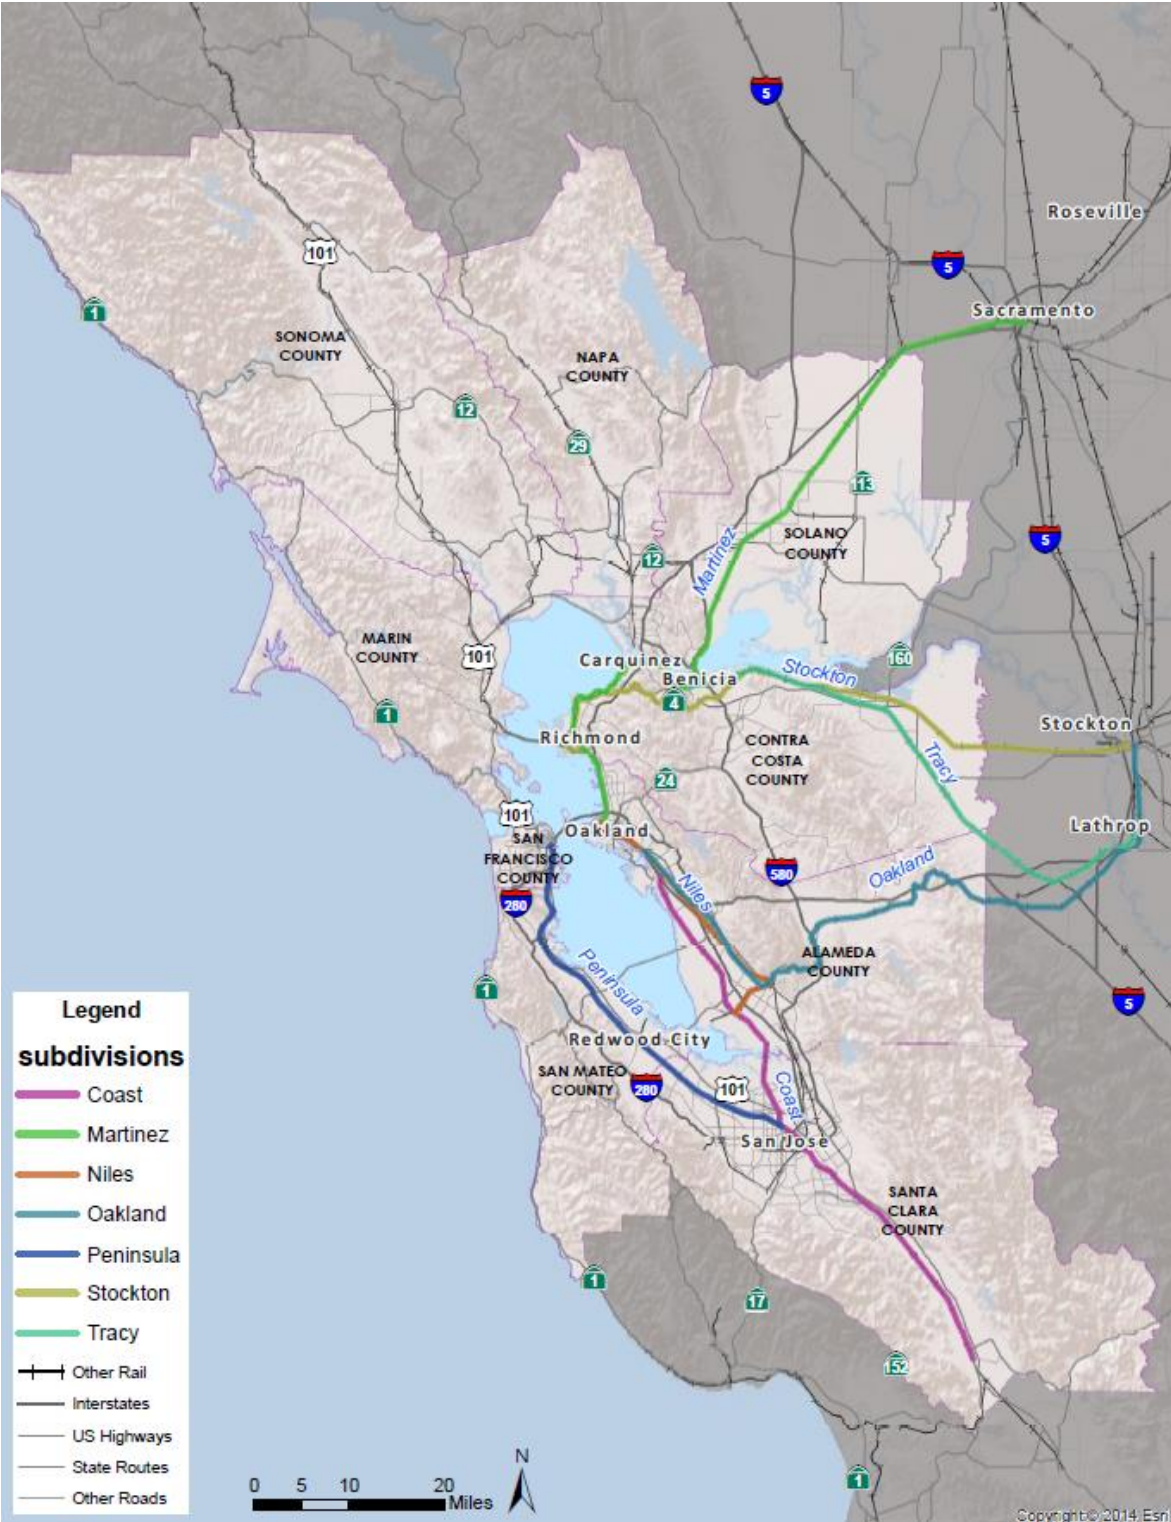 5
Roseville
101
5
1
Sacramento
SONOMA
COUNTY
NAPA
COUNTY
12
29
113
5
SOLANO
COUNTY
Martinez
12
MARIN
COUNTY
101
160
Carquinez
Benicia
Stockton
4
1
Stockton
Richmond
CONTRA
COSTA
COUNTY
Tracy
24
101
Oakland
Lathrop
SAN
FRANCISCO
COUNTY
580
Oakland
280
Niles
ALAMEDA
COUNTY
1
Peninsula
5
Redwood City
SAN MATEO
COUNTY
280
101
Coast
San Jose
SANTA
CLARA
COUNTY
1
17
152
1
Legend
subdivisions
Coast
Martinez
Niles
Oakland
Peninsula
Stockton
Tracy
Other Rail
Interstates
US Highways
State Routes
Other Roads
0 5 10 20
Miles
N
Copyright:© 2014 Esri